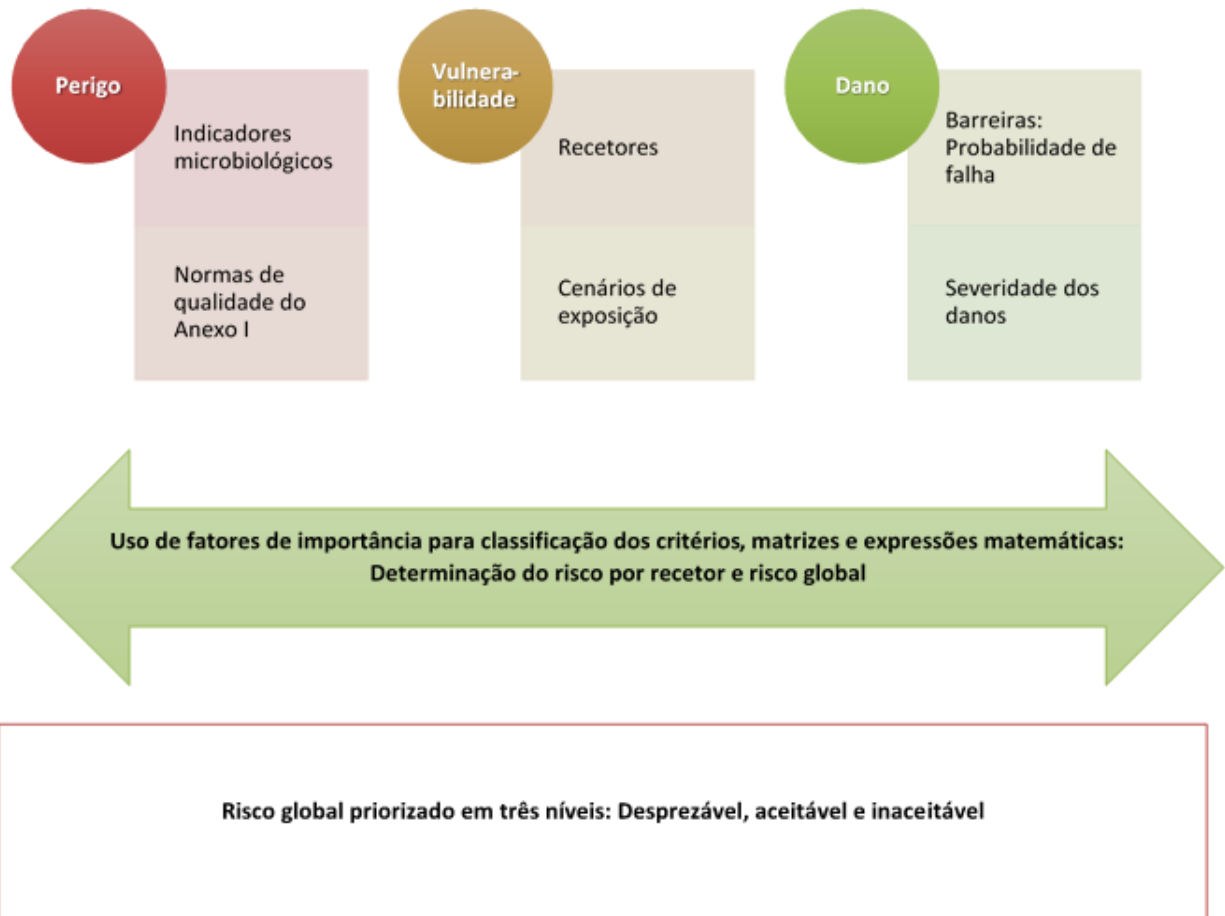 Perigo
Indicadores
microbiológicos
Normas de
qualidade do
Anexo I
Vulnera-
bilidade
Recetores
Cenários de
exposição
Dano
Barreiras:
Probabilidade de
falha
Severidade dos
danos
Uso de fatores de importância para classificação dos critérios, matrizes e expressões matemáticas:
Determinação do risco por recetor e risco global
Risco global priorizado em três níveis: Desprezável, aceitável e inaceitável